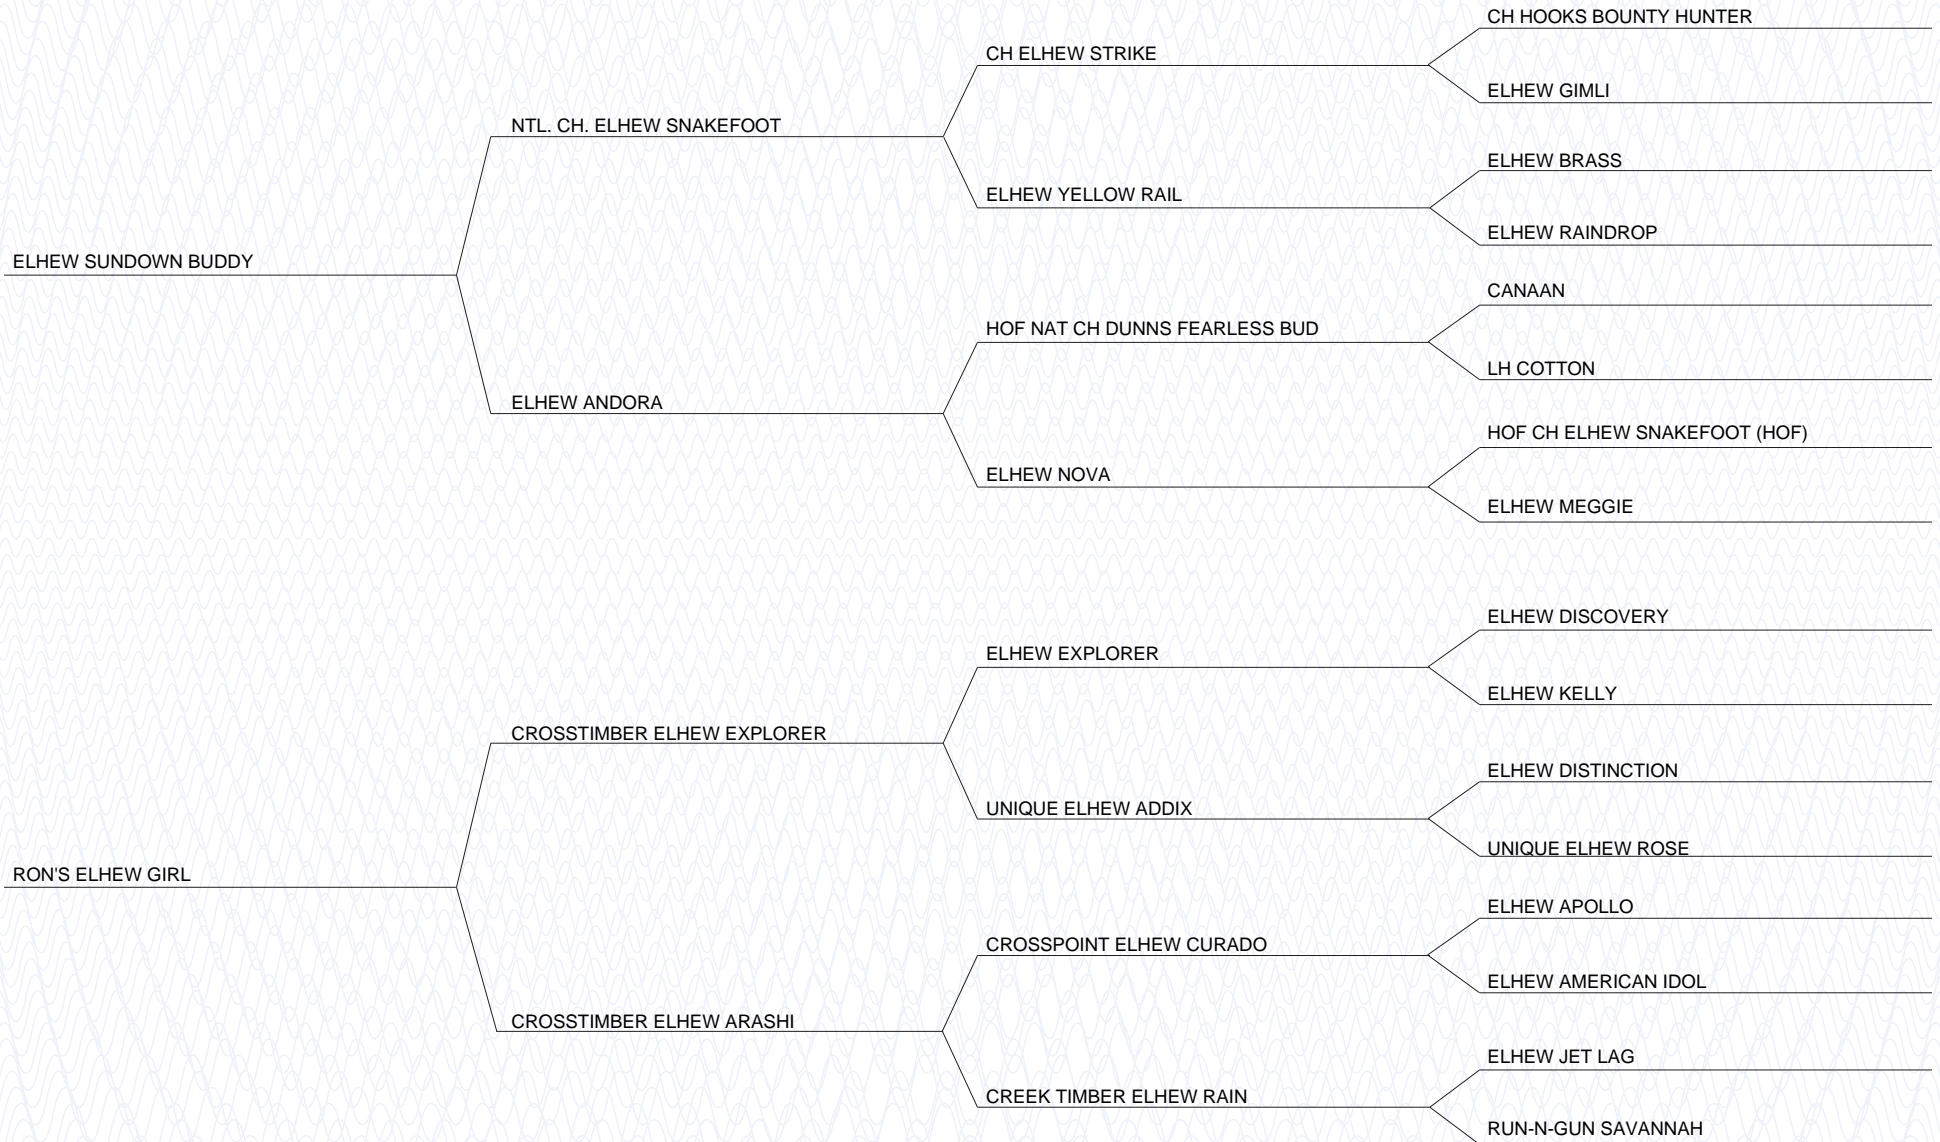 CH HOOKS BOUNTY HUNTER
CH ELHEW STRIKE
ELHEW GIMLI
NTL. CH. ELHEW SNAKEFOOT
ELHEW BRASS
ELHEW YELLOW RAIL
ELHEW RAINDROP
ELHEW SUNDOWN BUDDY
CANAAN
HOF NAT CH DUNNS FEARLESS BUD
LH COTTON
ELHEW ANDORA
HOF CH ELHEW SNAKEFOOT (HOF)
ELHEW NOVA
ELHEW MEGGIE
ELHEW DISCOVERY
ELHEW EXPLORER
ELHEW KELLY
CROSSTIMBER ELHEW EXPLORER
ELHEW DISTINCTION
UNIQUE ELHEW ADDIX
UNIQUE ELHEW ROSE
RON'S ELHEW GIRL
ELHEW APOLLO
CROSSPOINT ELHEW CURADO
ELHEW AMERICAN IDOL
CROSSTIMBER ELHEW ARASHI
ELHEW JET LAG
CREEK TIMBER ELHEW RAIN
RUN-N-GUN SAVANNAH